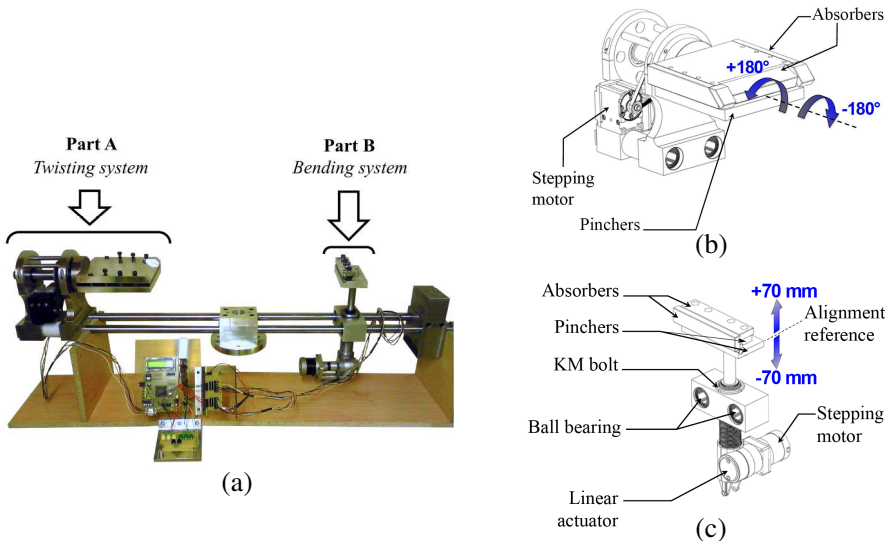 Part A
Twisting system
Part B
Bending system
(a)
Absorbers
+180°
-180°
Stepping
motor
Pinchers
(b)
Absorbers
+70 mm
Alignment
reference
Pinchers
KM bolt
-70 mm
Ball bearing
Stepping
motor
Linear
actuator
(c)